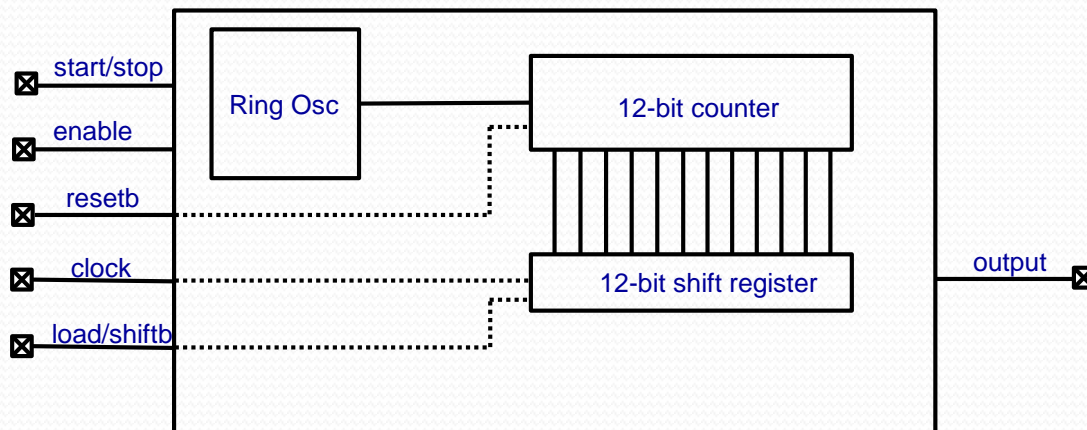 start/stop
enable
resetb
clock
load/shiftb
Ring Osc
12-bit counter
12-bit shift register
output